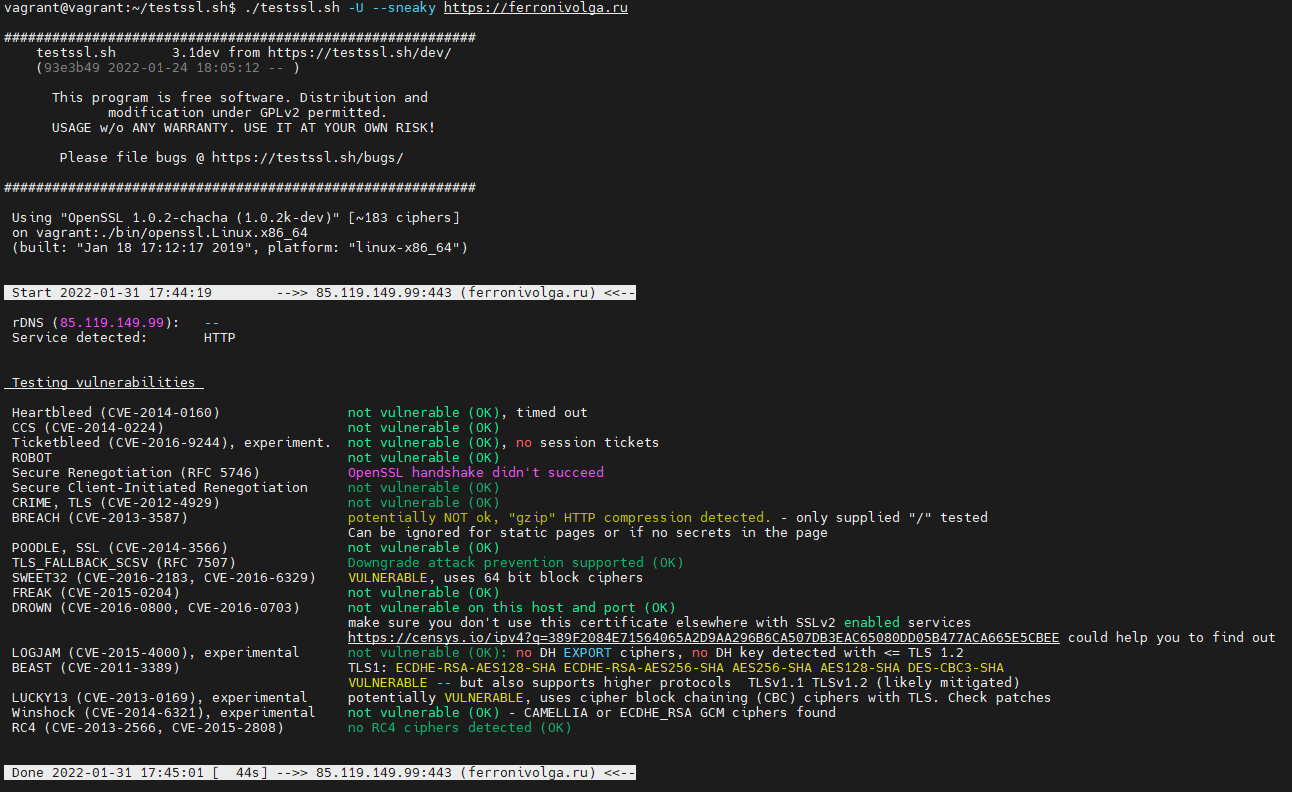 vagrant@vagrant:~/testssl.sh$ ./testssl.sh -U --sneaky https://ferronivolga.ru
###########################################################
testssl.sh 3.1dev from https://testssl.sh/dev/
(93e3b49 2022-01-24 18:05:12 -- )
This program is free software. Distribution and
modification under GPLv2 permitted.
USAGE w/o ANY WARRANTY. USE IT AT YOUR OWN RISK!
Please file bugs @ https://testssl.sh/bugs/
###########################################################
Using "OpenSSL 1.0.2-chacha (1.0.2k-dev)" [~183 ciphers]
on vagrant:./bin/openssl.Linux.x86_64
(built: "Jan 18 17:12:17 2019", platform: "linux-x86_64")
Start 2022-01-31 17:44:19 -->> 85.119.149.99:443 (ferronivolga.ru) <<--
rDNS (85.119.149.99): --
Service detected: HTTP
Testing vulnerabilities
Heartbleed (CVE-2014-0160) not vulnerable (OK), timed out
CCS (CVE-2014-0224) not vulnerable (OK)
Ticketbleed (CVE-2016-9244), experiment. not vulnerable (OK), no session tickets
ROBOT not vulnerable (OK)
Secure Renegotiation (RFC 5746) OpenSSL handshake didn't succeed
Secure Client-Initiated Renegotiation not vulnerable (OK)
CRIME, TLS (CVE-2012-4929) not vulnerable (OK)
BREACH (CVE-2013-3587) potentially NOT ok, "gzip" HTTP compression detected. - only supplied "/" tested
Can be ignored for static pages or if no secrets in the page
POODLE, SSL (CVE-2014-3566) not vulnerable (OK)
TLS_FALLBACK_SCSV (RFC 7507) Downgrade attack prevention supported (OK)
SWEET32 (CVE-2016-2183, CVE-2016-6329) VULNERABLE, uses 64 bit block ciphers
FREAK (CVE-2015-0204) not vulnerable (OK)
DROWN (CVE-2016-0800, CVE-2016-0703) not vulnerable on this host and port (OK)
make sure you don't use this certificate elsewhere with SSLv2 enabled services
https://censys.io/ipv4?q=389F2084E71564065A2D9AA296B6CA507DB3EAC65080DD05B477ACA665E5CBEE could help you to find out
LOGJAM (CVE-2015-4000), experimental not vulnerable (OK): no DH EXPORT ciphers, no DH key detected with <= TLS 1.2
BEAST (CVE-2011-3389) TLS1: ECDHE-RSA-AES128-SHA ECDHE-RSA-AES256-SHA AES256-SHA AES128-SHA DES-CBC3-SHA
VULNERABLE -- but also supports higher protocols TLSv1.1 TLSv1.2 (likely mitigated)
LUCKY13 (CVE-2013-0169), experimental potentially VULNERABLE, uses cipher block chaining (CBC) ciphers with TLS. Check patches
Winshock (CVE-2014-6321), experimental not vulnerable (OK) - CAMELLIA or ECDHE_RSA GCM ciphers found
RC4 (CVE-2013-2566, CVE-2015-2808) no RC4 ciphers detected (OK)
Done 2022-01-31 17:45:01 [ 44s] -->> 85.119.149.99:443 (ferronivolga.ru) <<--